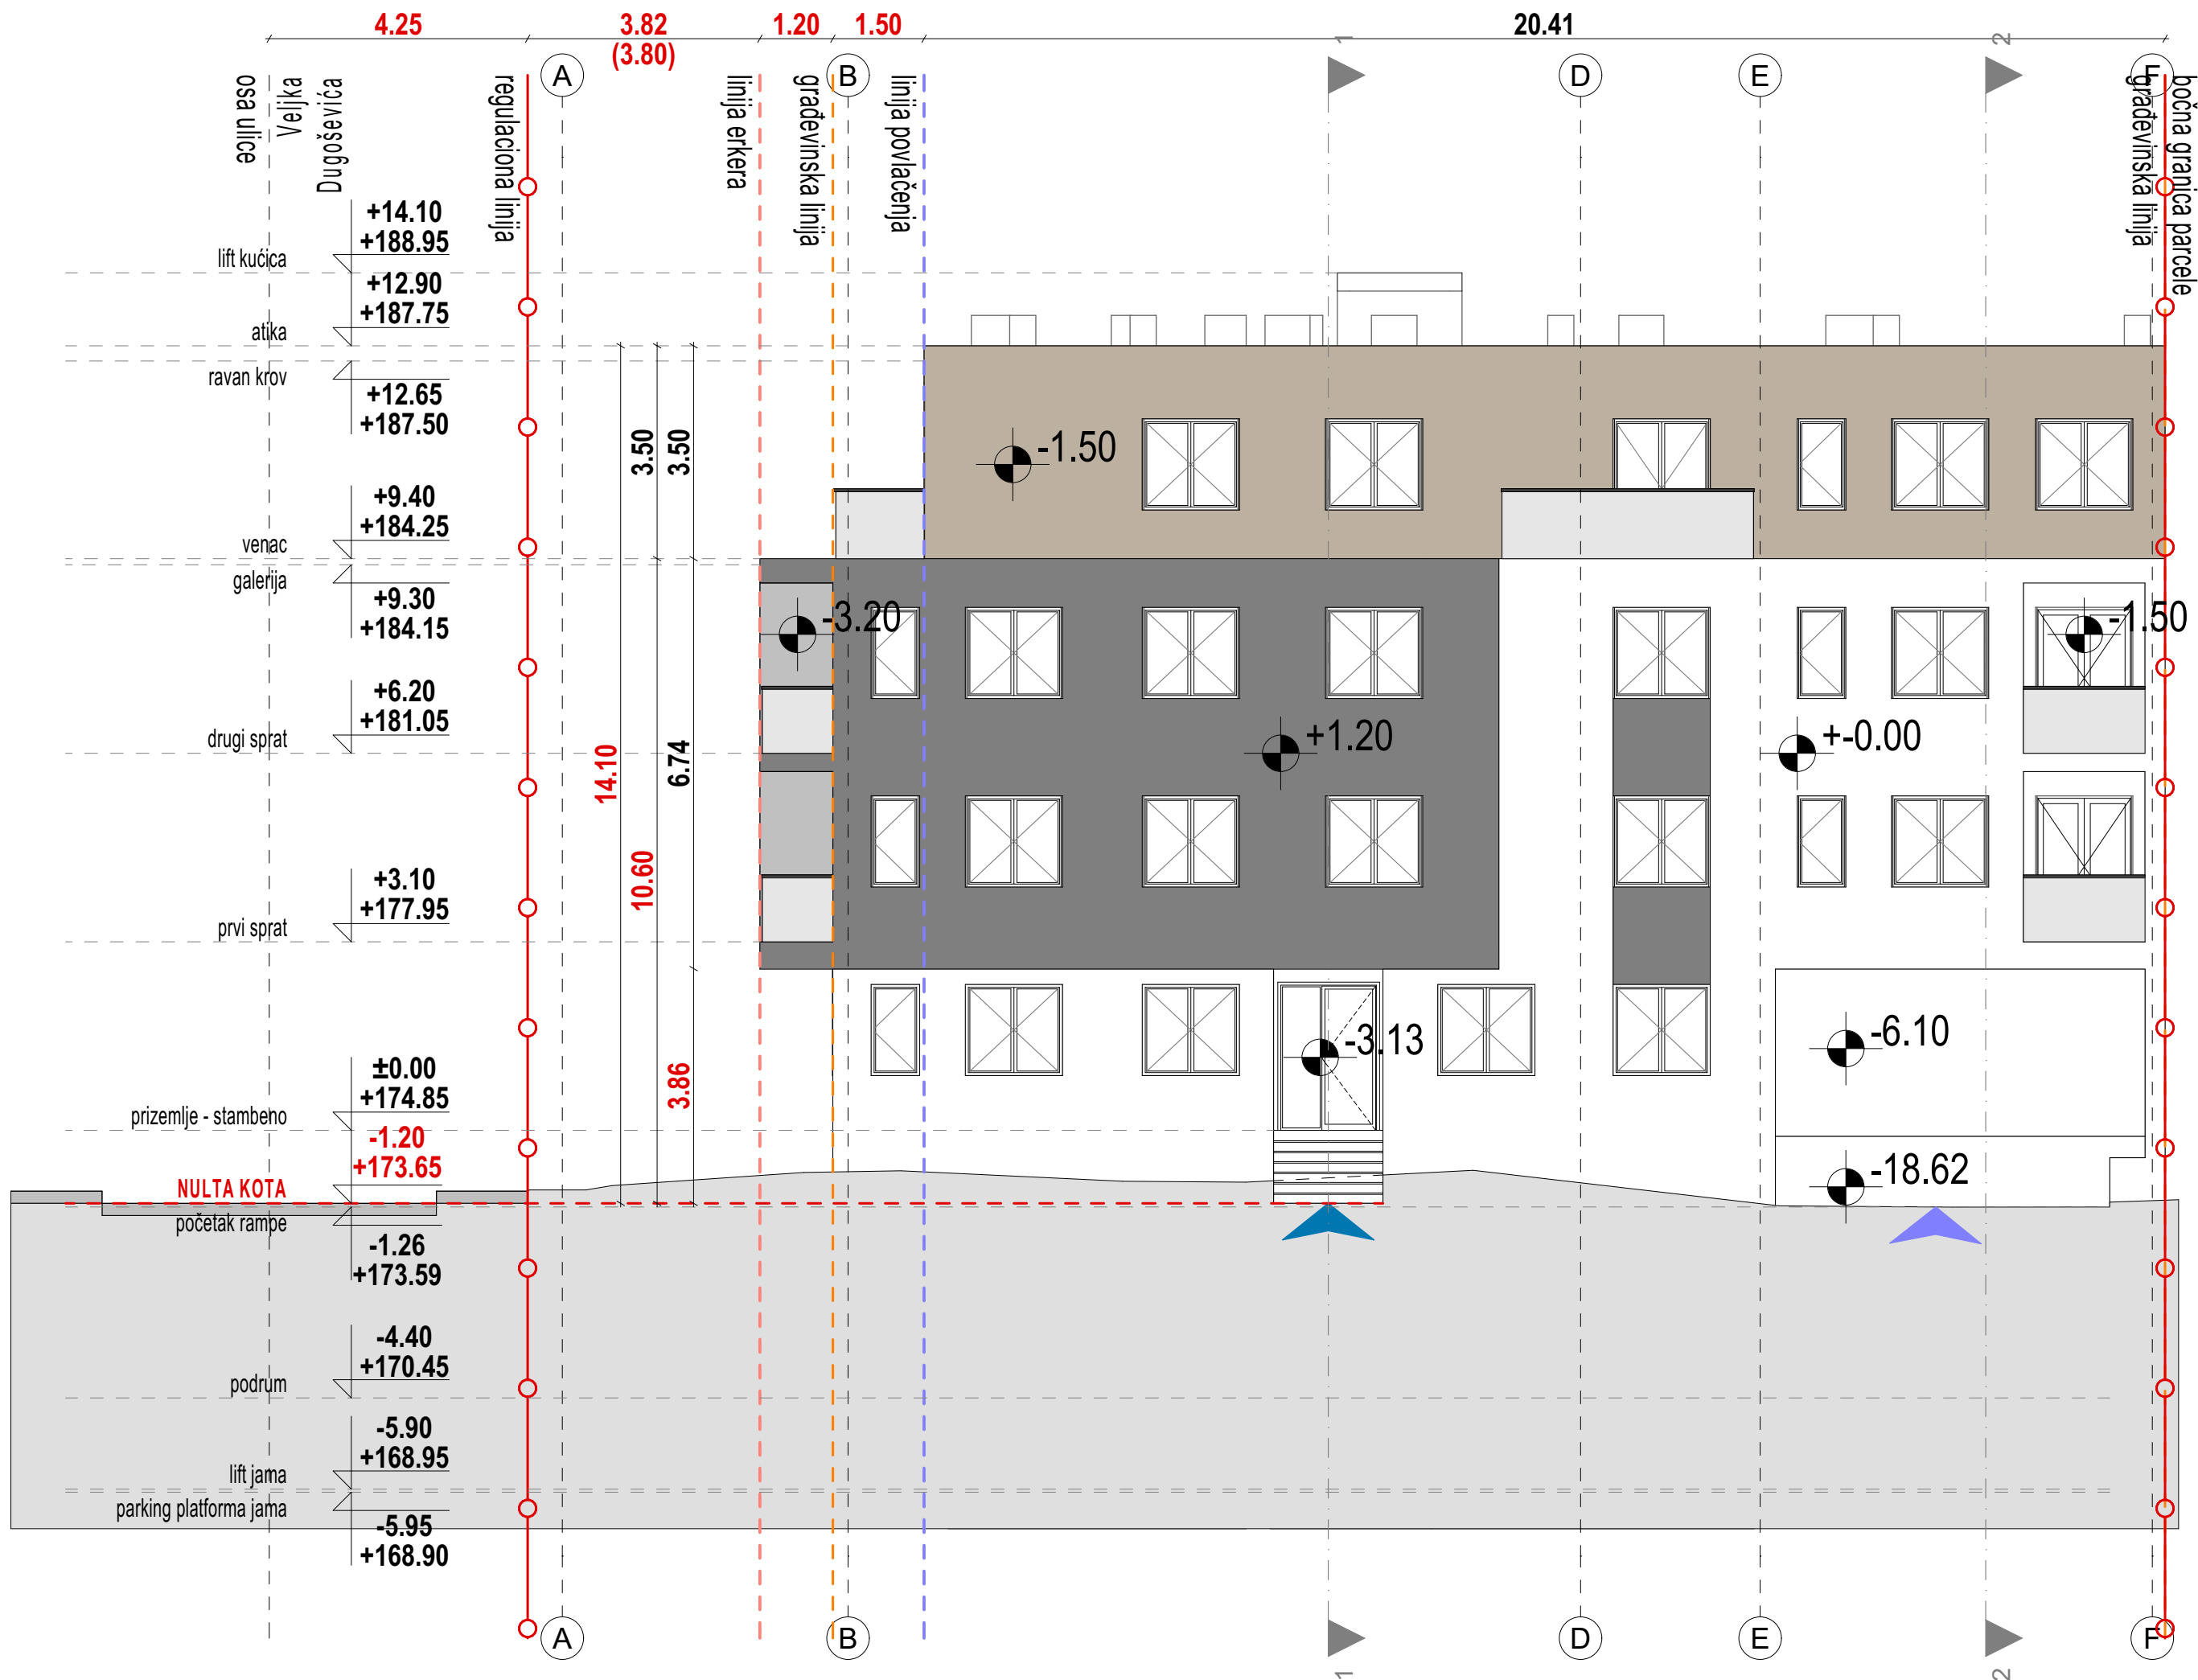 4.25
3.82
(3.80)
1.20
1.50
20.41
1
2
A
B
D
E
F
osa ulice
Veljka
Dugoševića
regulaciona linija
linija erkera
građevinska linija
linija povlačenja
građevinska linija
bočna granica parcele
+14.10
+188.95
lift kućica
+12.90
+187.75
atika
ravan krov
+12.65
+187.50
+9.40
+184.25
venac
galerija
+9.30
+184.15
+6.20
+181.05
drugi sprat
+3.10
+177.95
prvi sprat
±0.00
+174.85
prizemlje - stambeno
-1.20
+173.65
NULTA KOTA
početak rampe
-1.26
+173.59
-4.40
+170.45
podrum
-5.90
+168.95
lift jama
parking platforma jama
-5.95
+168.90
3.50
3.50
14.10
10.60
6.74
3.86
-1.50
-3.20
-1.50
+1.20
+-0.00
-3.13
-6.10
-18.62
A
B
D
E
F
1
2